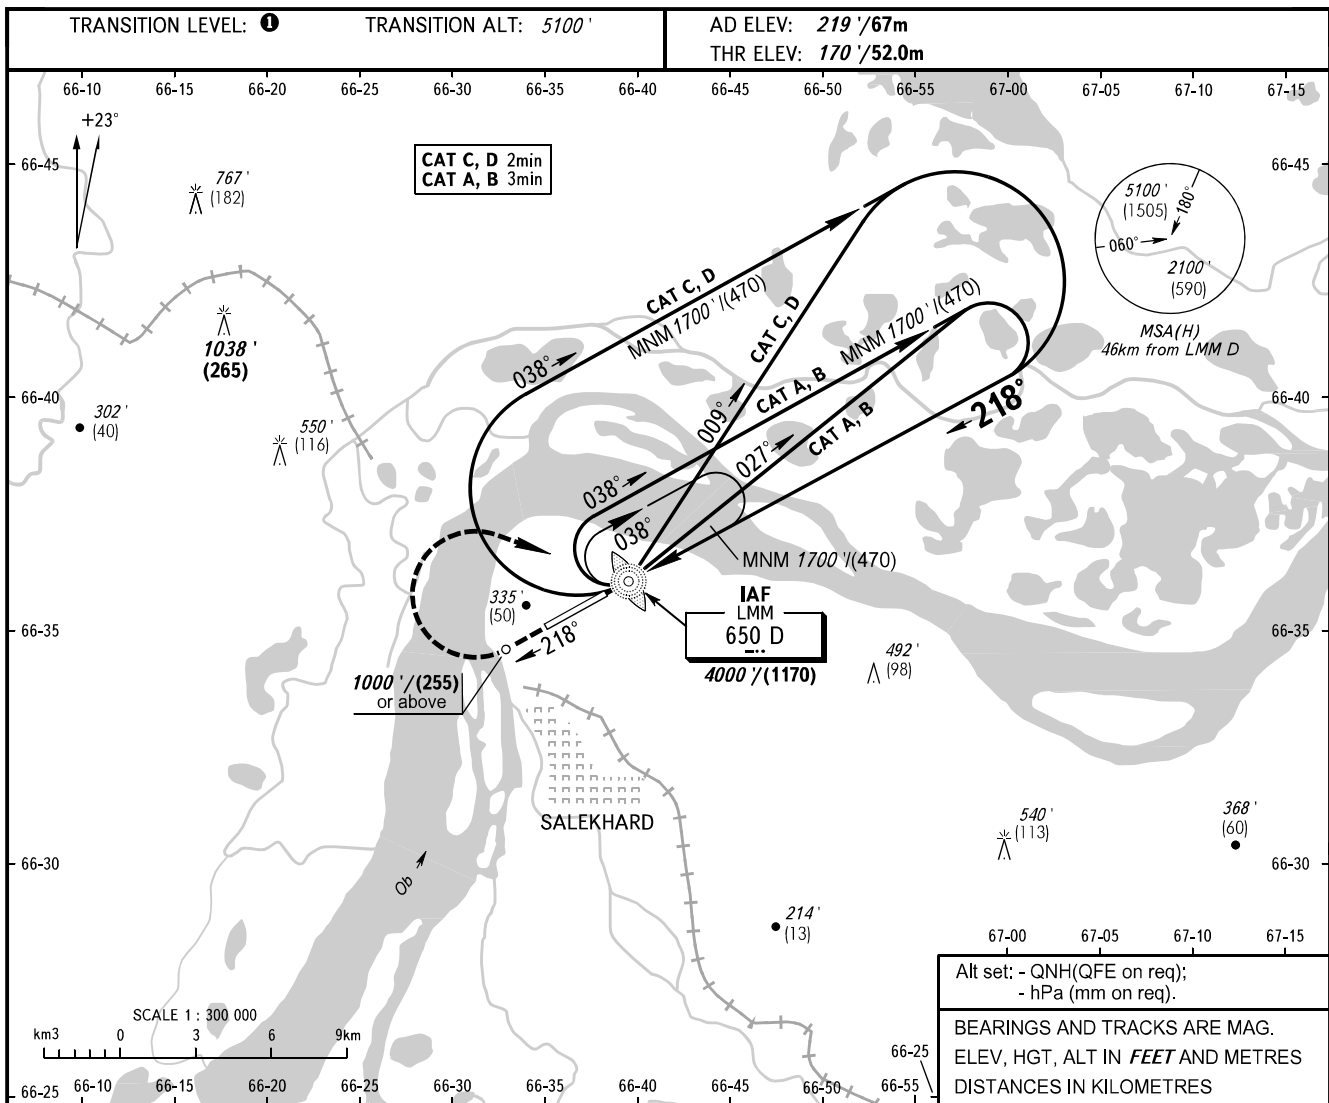 TRANSITION LEVEL: ❶ TRANSITION ALT: 5100 '
AD ELEV: 219 '/67m
THR ELEV: 170 '/52.0m
66-10 66-15 66-20 66-25 66-30 66-35 66-40 66-45 66-50 66-55 67-00 67-05 67-10 67-15
+23°
66-45
66-45
CAT C, D 2min
CAT A, B 3min
767 '
(182)
5100 '
(1505)
180°
060°
2100 '
(590)
MSA(H)
46km from LMM D
1038 '
(265)
CAT C, D
MNM 1700 '/(470)
038°
CAT C, D
009°
MNM 1700 '/(470)
CAT A, B
038°
CAT A, B
027°
218°
66-40
66-40
302 '
(40)
550 '
(116)
038°
MNM 1700 '/(470)
335 '
(50)
218°
IAF
LMM
650 D
4000 '/(1170)
492 '
(98)
66-35
66-35
1000 '/(255)
or above
SALEKHARD
540 '
(113)
368 '
(60)
66-30
66-30
Ob
214 '
(13)
67-00 67-05 67-10 67-15
Alt set: - QNH(QFE on req);
- hPa (mm on req).
SCALE 1 : 300 000
km3 0 3 6 9km
BEARINGS AND TRACKS ARE MAG.
ELEV, HGT, ALT IN FEET AND METRES
DISTANCES IN KILOMETRES
66-25
66-25
66-10 66-15 66-20 66-25 66-30 66-35 66-40 66-45 66-50 66-55